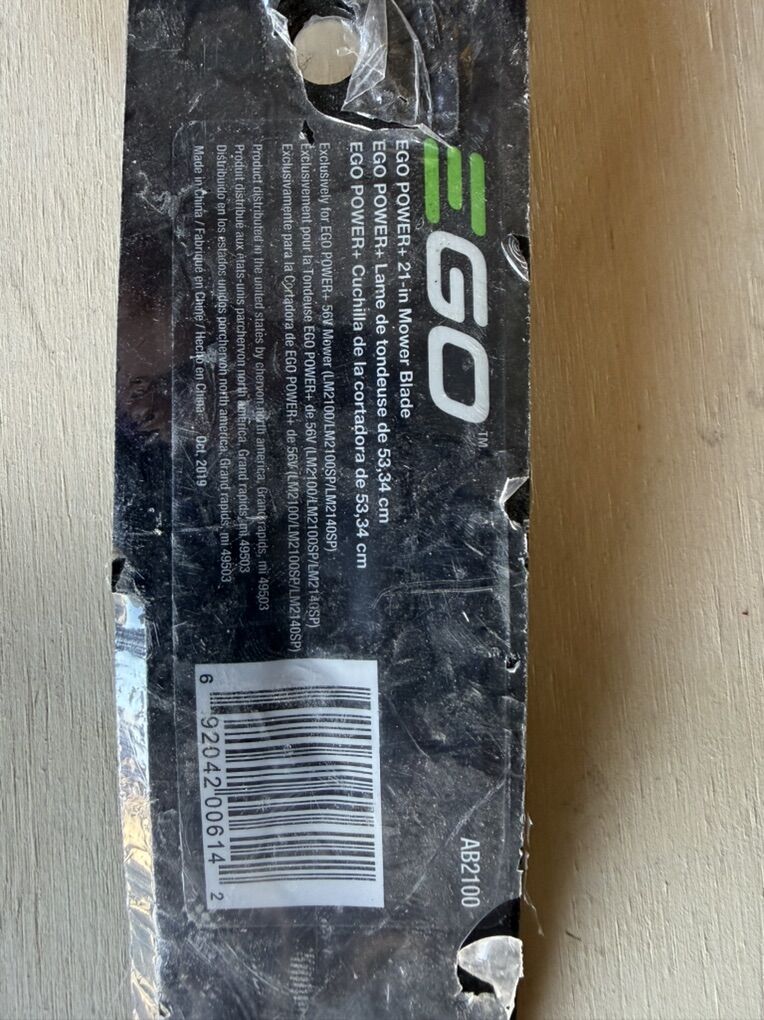 EGO™
EGO POWER+ 21-in Mower Blade
EGO POWER+ Lame de tondeuse de 53,34 cm
EGO POWER+ Cuchilla de la cortadora de 53,34 cm
Exclusively for EGO POWER+ 56V Mower (LM2100/LM2100SP/LM2140SP)
Exclusivement pour la Tondeuse EGO POWER+ de 56V (LM2100/LM2100SP/LM2140SP)
Exclusivamente para la Cortadora de EGO POWER+ de 56V (LM2100/LM2100SP/LM2140SP)
Product distributed in the united states by chervon north america, Grand rapids, mi 49503
Produit distribué aux états-unis parchervon north america, Grand rapids, mi 49503
Distribuido en los estados unidos porchervon north america, Grand rapids, mi 49503
Made in China / Fabriqué en Chine / Hecho en China Oct. 2019
AB2100
6 92042 00614 2